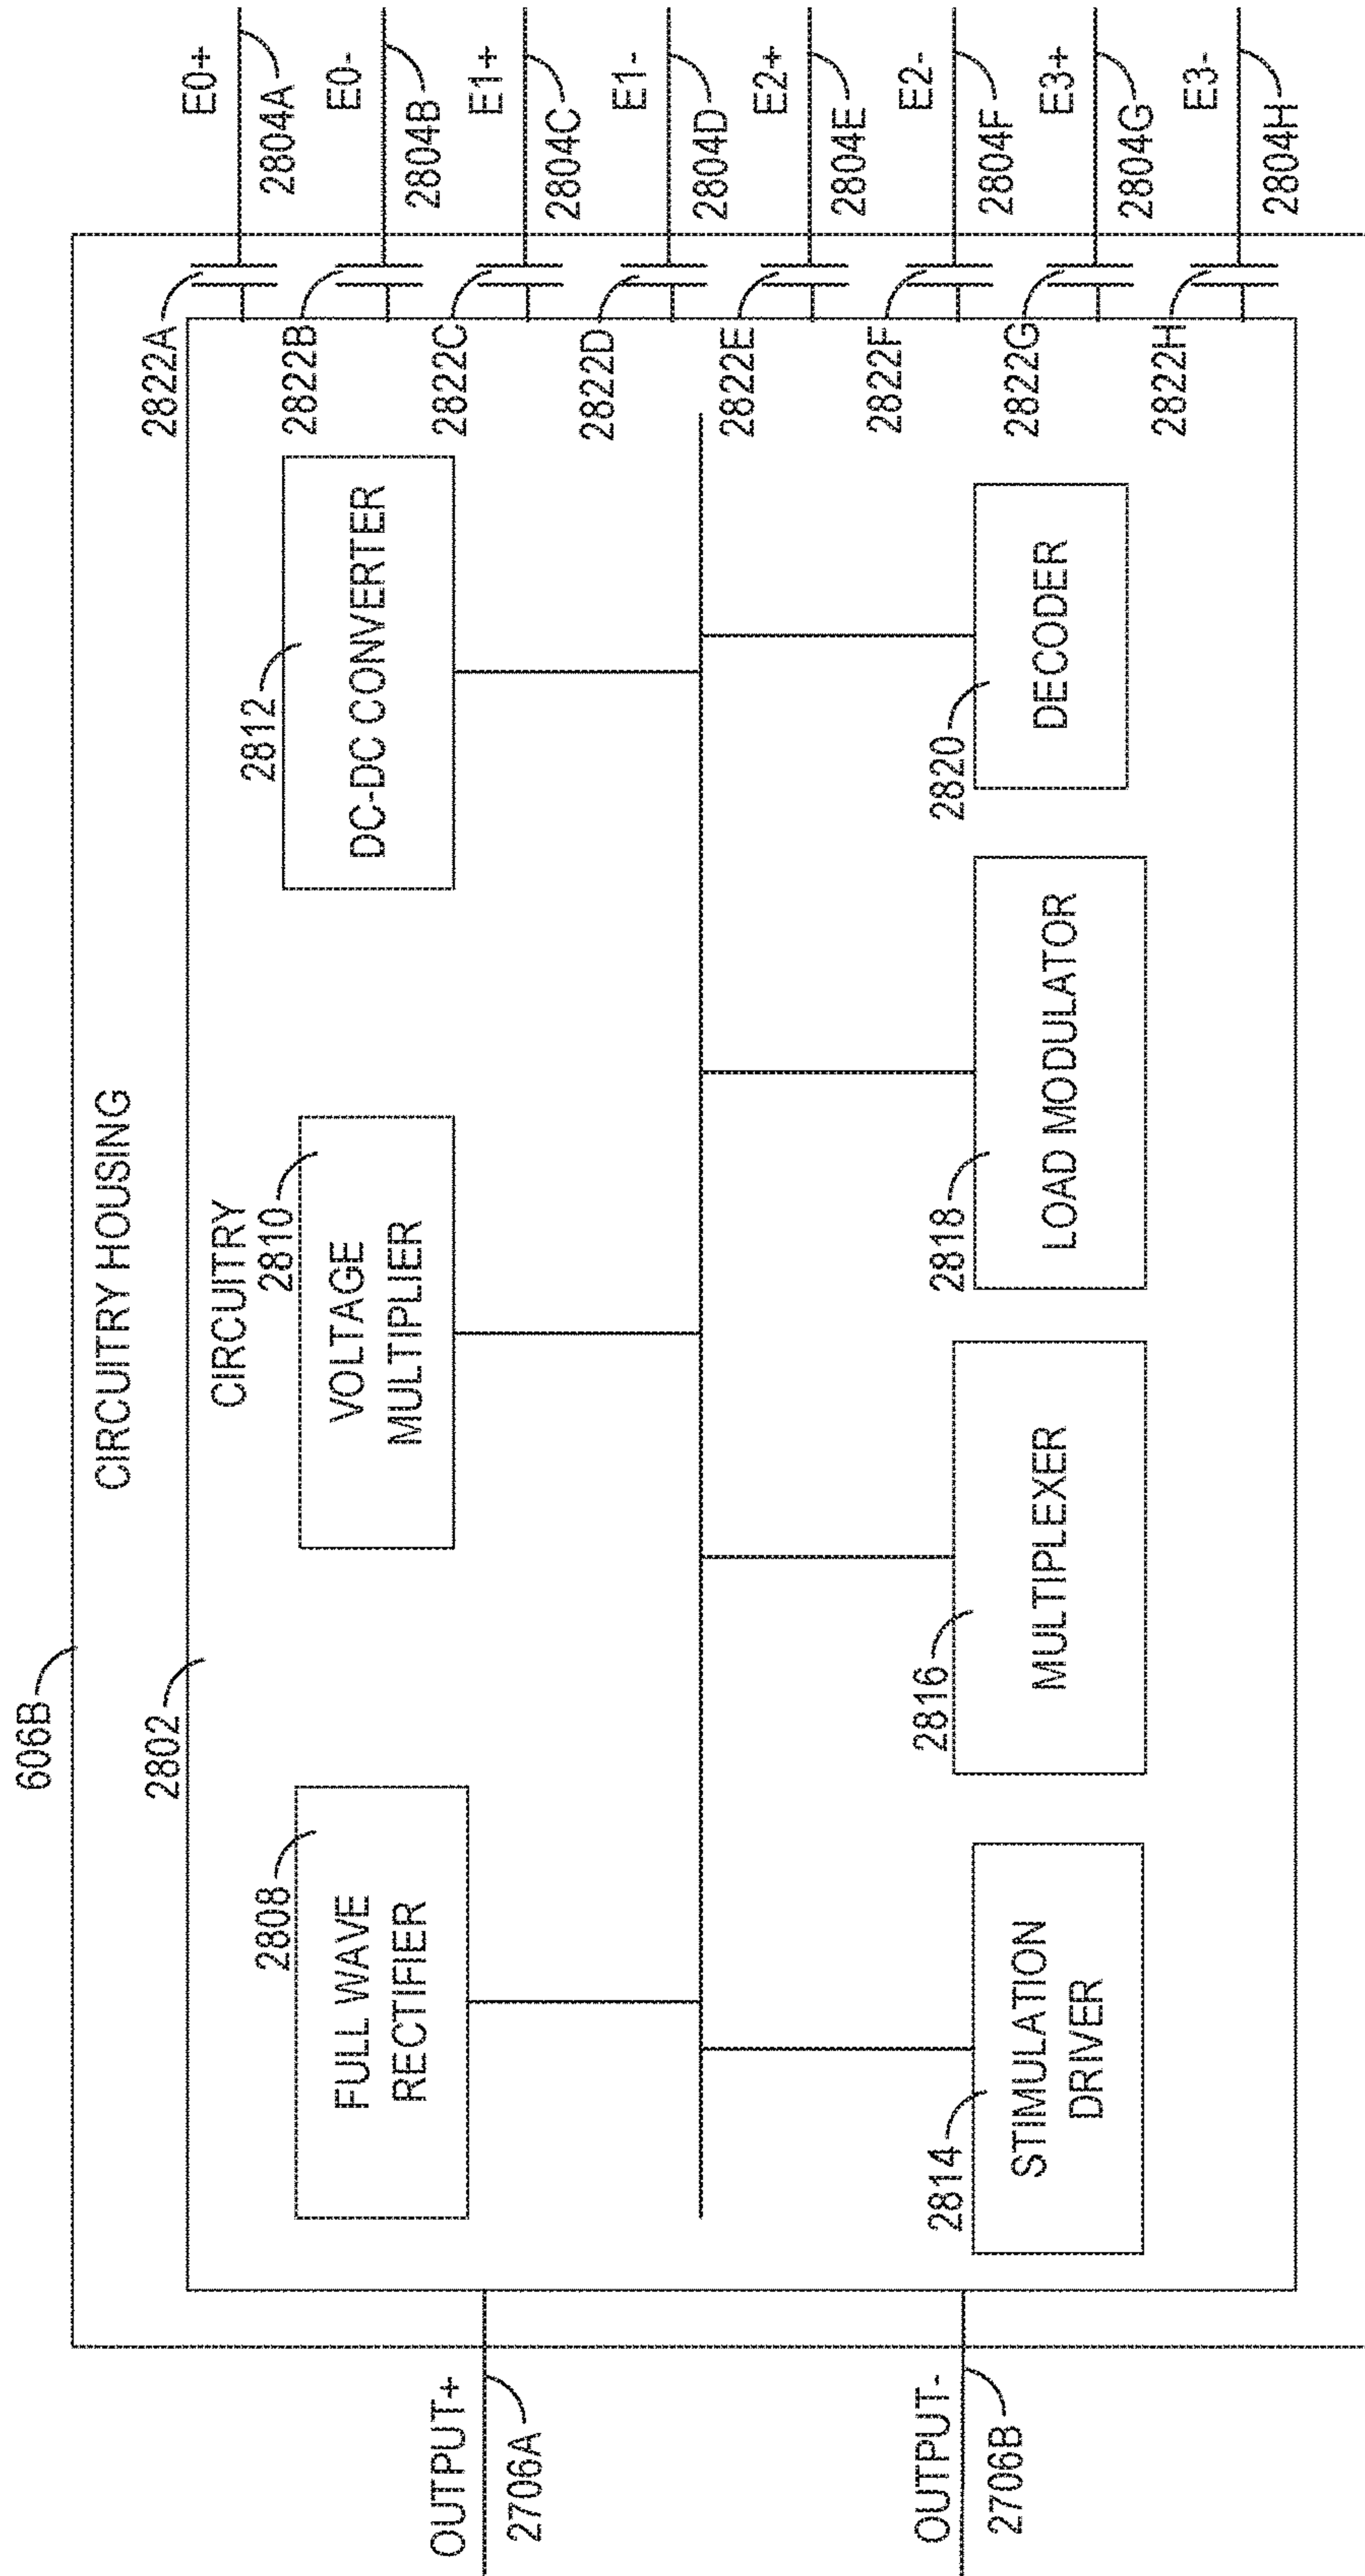 606B
CIRCUITRY HOUSING
2802
CIRCUITRY
2808
FULL WAVE
RECTIFIER
2810
VOLTAGE
MULTIPLIER
2812
DC-DC CONVERTER
2814
STIMULATION
DRIVER
2816
MULTIPLEXER
2818
LOAD MODULATOR
2820
DECODER
OUTPUT+
2706A
OUTPUT-
2706B
2822A
2822B
2822C
2822D
2822E
2822F
2822G
2822H
E0+
2804A
E0-
2804B
E1+
2804C
E1-
2804D
E2+
2804E
E2-
2804F
E3+
2804G
E3-
2804H